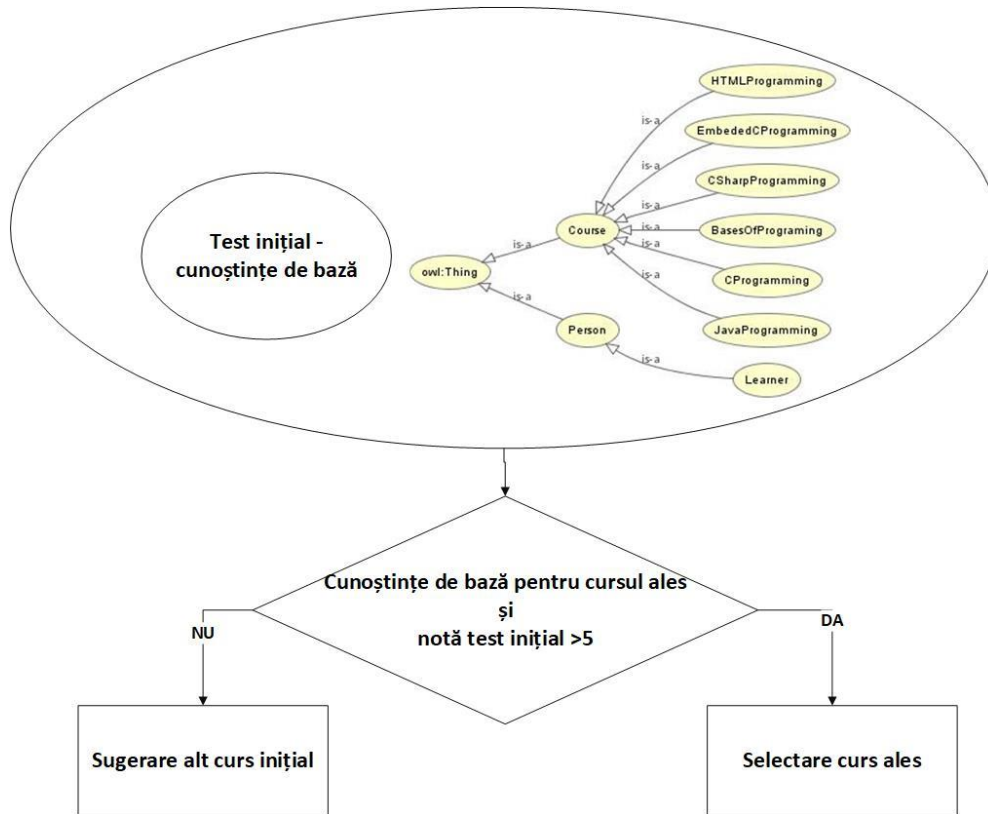 HTMLProgramming
is-a
EmbededCProgramming
is-a
CSharpProgramming
is-a
Test inițial -
cunoștințe de bază
Course
is-a
BasesOfPrograming
is-a
is-a
owl:Thing
CProgramming
is-a
is-a
Person
JavaProgramming
is-a
Learner
Cunoștințe de bază pentru cursul ales
și
notă test inițial >5
NU
DA
Sugerare alt curs inițial
Selectare curs ales